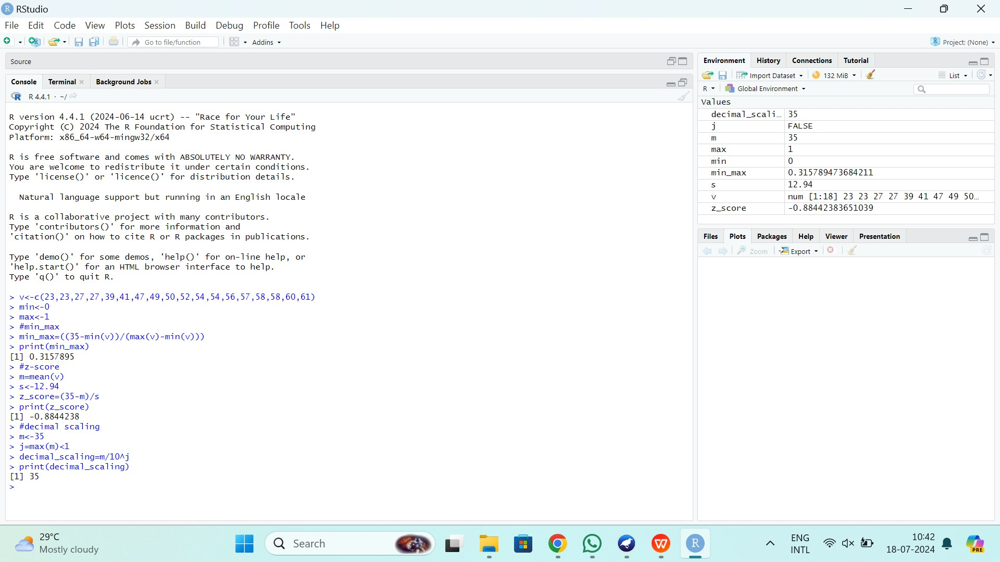 RStudio
File Edit Code View Plots Session Build Debug Profile Tools Help
Go to file/function Addins Project: (None)
Source
Console Terminal Background Jobs
R 4.4.1 · ~/
R version 4.4.1 (2024-06-14 ucrt) -- "Race for Your Life"
Copyright (C) 2024 The R Foundation for Statistical Computing
Platform: x86_64-w64-mingw32/x64
R is free software and comes with ABSOLUTELY NO WARRANTY.
You are welcome to redistribute it under certain conditions.
Type 'license()' or 'licence()' for distribution details.
Natural language support but running in an English locale
R is a collaborative project with many contributors.
Type 'contributors()' for more information and
'citation()' on how to cite R or R packages in publications.
Type 'demo()' for some demos, 'help()' for on-line help, or
'help.start()' for an HTML browser interface to help.
Type 'q()' to quit R.
> v<-c(23,23,27,27,39,41,47,49,50,52,54,54,56,57,58,58,60,61)
> min<-0
> max<-1
> #min_max
> min_max=((35-min(v))/(max(v)-min(v)))
> print(min_max)
[1] 0.3157895
> #z-score
> m=mean(v)
> s<-12.94
> z_score=(35-m)/s
> print(z_score)
[1] -0.8844238
> #decimal scaling
> m<-35
> j=max(m)<1
> decimal_scaling=m/10^j
> print(decimal_scaling)
[1] 35
>
Environment History Connections Tutorial
Import Dataset 132 MiB List
R Global Environment
Values
decimal_scali... 35
j FALSE
m 35
max 1
min 0
min_max 0.315789473684211
s 12.94
v num [1:18] 23 23 27 27 39 41 47 49 50...
z_score -0.88442383651039
Files Plots Packages Help Viewer Presentation
Zoom Export
29°C
Mostly cloudy
Search
ENG
INTL
10:42
18-07-2024
PRE